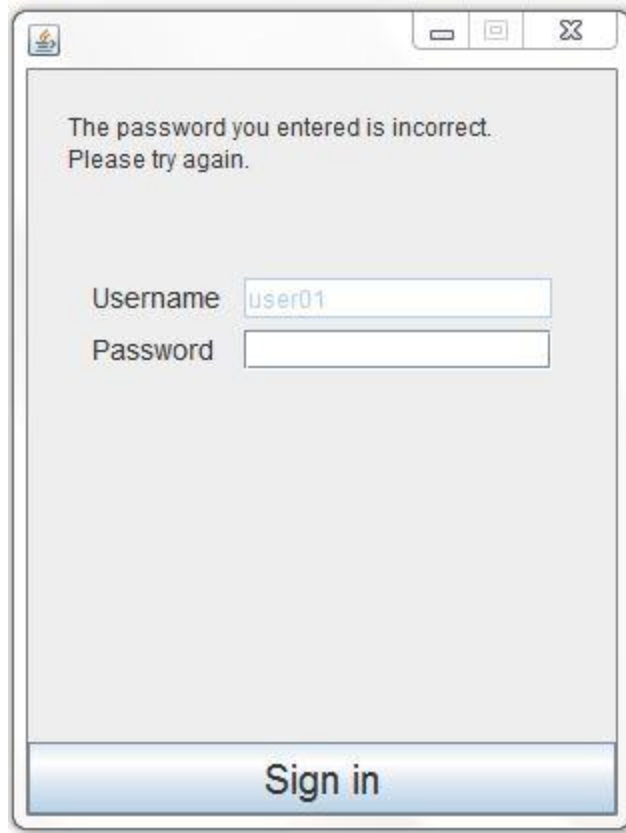 The password you entered is incorrect.
Please try again.
Username user01
Password
Sign in